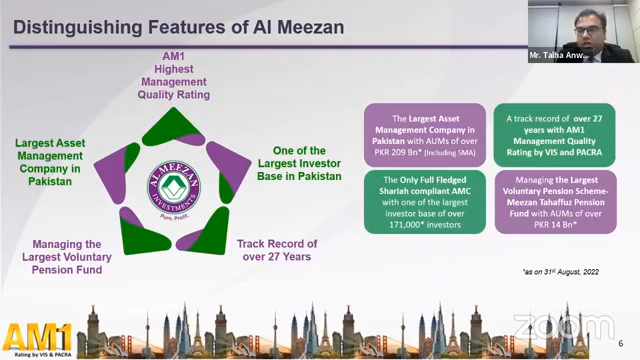 Distinguishing Features of Al Meezan
Mr. Talha Anw...
AM1
Highest
Management
Quality Rating
Largest Asset
Management
Company in
Pakistan
One of the
Largest Investor
Base in Pakistan
AL MEEZAN
INVESTMENTS
Pure. Profit.
Managing the
Largest Voluntary
Pension Fund
Track Record of
over 27 Years
The Largest Asset
Management Company in
Pakistan with AUMs of over
PKR 209 Bn* (Including SMA)
A track record of over 27
years with AM1
Management Quality
Rating by VIS and PACRA
The Only Full Fledged
Shariah compliant AMC
with one of the largest
investor base of over
171,000* investors
Managing the Largest
Voluntary Pension Scheme-
Meezan Tahaffuz Pension
Fund with AUMs of over
PKR 14 Bn*
*as on 31st August, 2022
AM1
Rating by VIS & PACRA
zoom
6